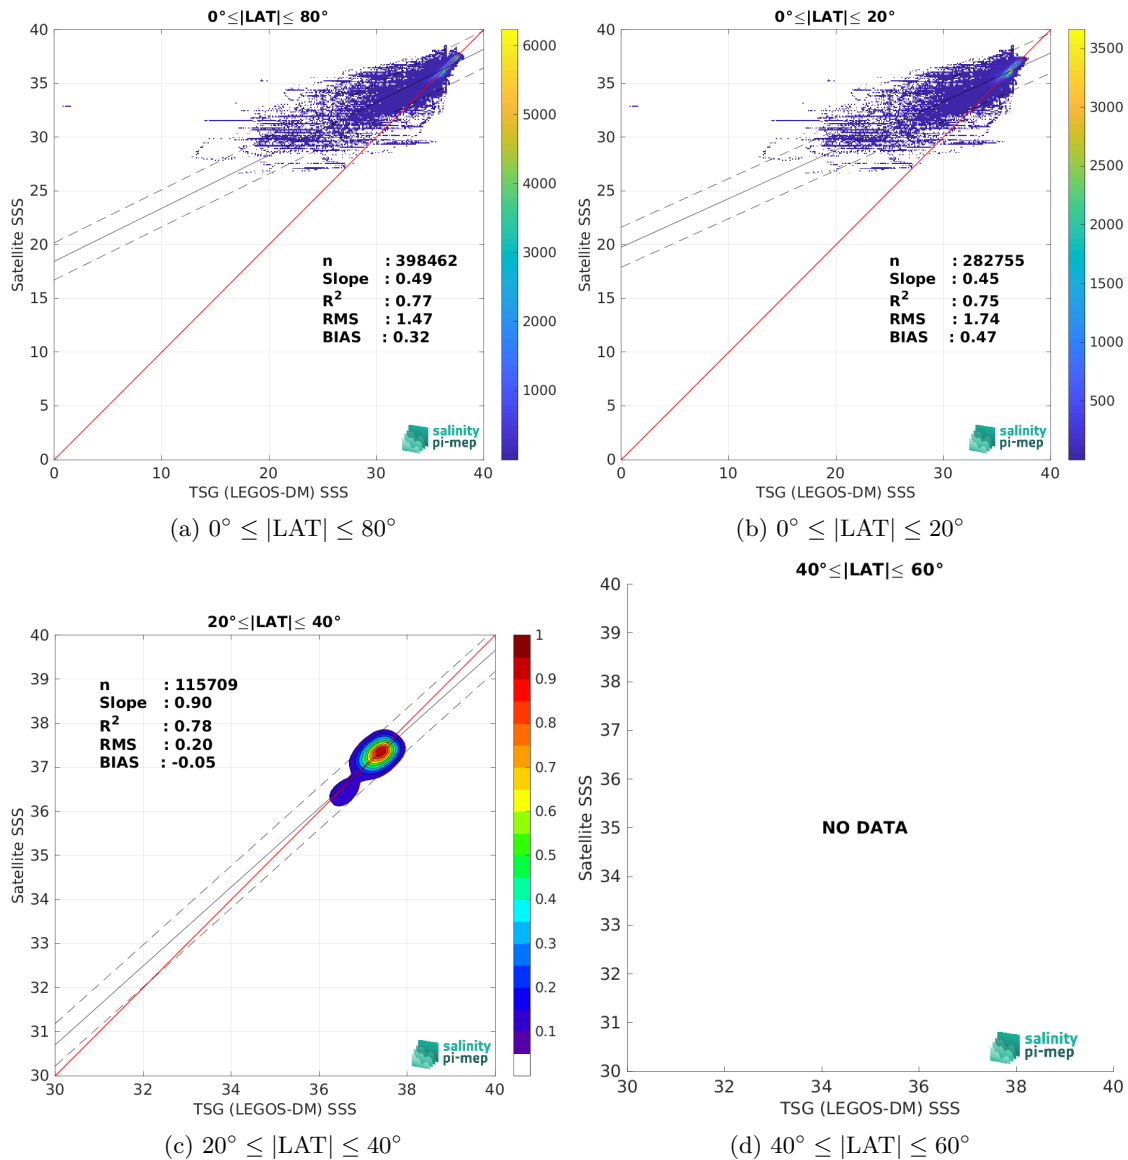 0°≤|LAT|≤ 80°
40
35
30
25
20
15
10
5
0
Satellite SSS
n : 398462
Slope : 0.49
R² : 0.77
RMS : 1.47
BIAS : 0.32
salinity
pi-mep
0 10 20 30 40
TSG (LEGOS-DM) SSS
6000
5000
4000
3000
2000
1000
(a) 0° ≤ |LAT| ≤ 80°
0°≤|LAT|≤ 20°
40
35
30
25
20
15
10
5
0
Satellite SSS
n : 282755
Slope : 0.45
R² : 0.75
RMS : 1.74
BIAS : 0.47
salinity
pi-mep
0 10 20 30 40
TSG (LEGOS-DM) SSS
3500
3000
2500
2000
1500
1000
500
(b) 0° ≤ |LAT| ≤ 20°
20°≤|LAT|≤ 40°
40
39
38
37
36
35
34
33
32
31
30
Satellite SSS
n : 115709
Slope : 0.90
R² : 0.78
RMS : 0.20
BIAS : -0.05
salinity
pi-mep
30 32 34 36 38 40
TSG (LEGOS-DM) SSS
1
0.9
0.8
0.7
0.6
0.5
0.4
0.3
0.2
0.1
(c) 20° ≤ |LAT| ≤ 40°
40°≤|LAT|≤ 60°
40
39
38
37
36
35
34
33
32
31
30
Satellite SSS
NO DATA
salinity
pi-mep
30 32 34 36 38 40
TSG (LEGOS-DM) SSS
(d) 40° ≤ |LAT| ≤ 60°